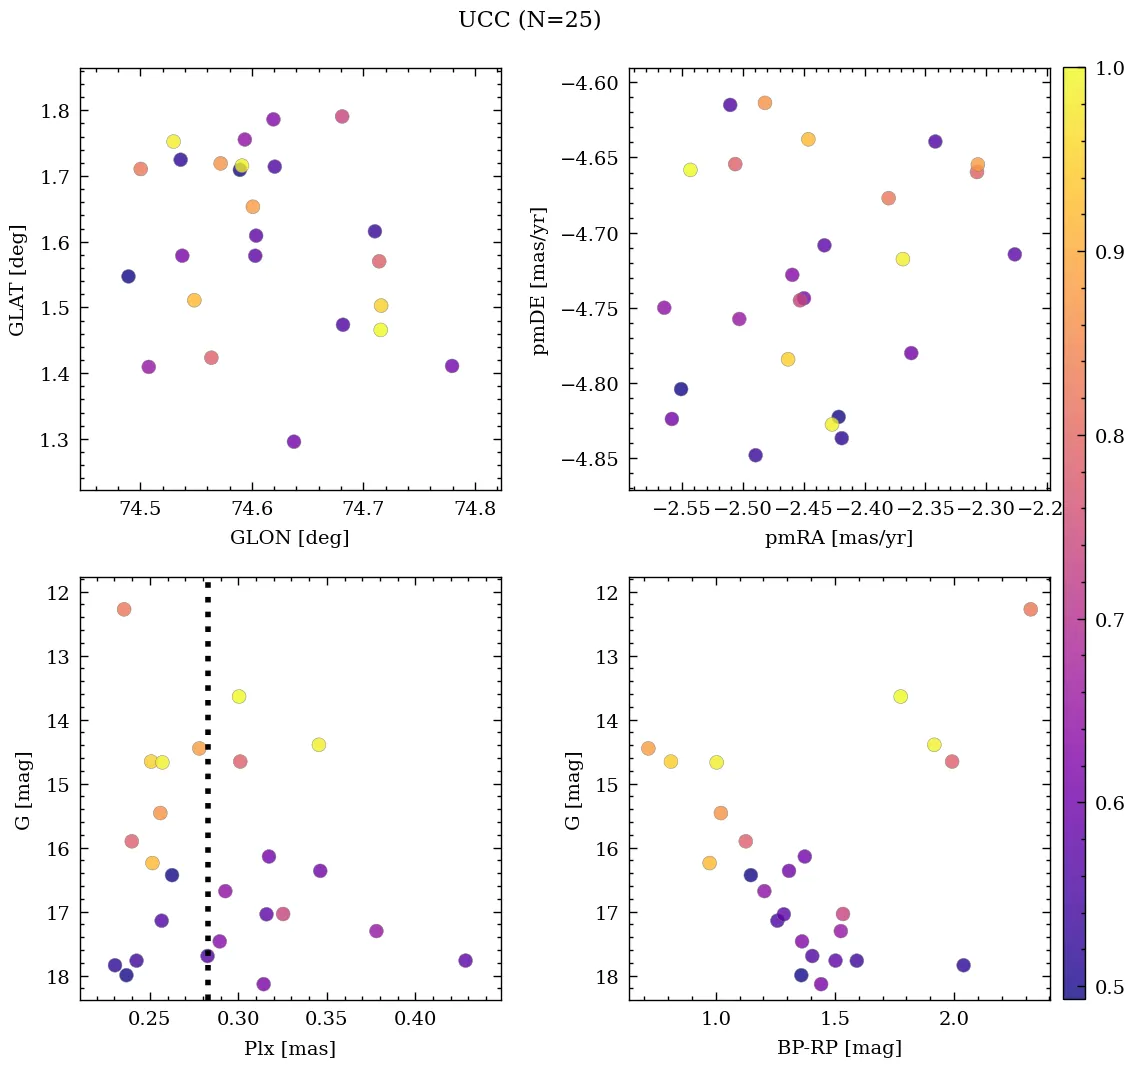 UCC (N=25)
1.8
1.7
1.6
1.5
1.4
1.3
GLAT [deg]
74.5 74.6 74.7 74.8
GLON [deg]
−4.60
−4.65
−4.70
−4.75
−4.80
−4.85
pmDE [mas/yr]
−2.55 −2.50 −2.45 −2.40 −2.35 −2.30 −2.2
pmRA [mas/yr]
12
13
14
15
16
17
18
G [mag]
0.25 0.30 0.35 0.40
Plx [mas]
12
13
14
15
16
17
18
G [mag]
1.0 1.5 2.0
BP-RP [mag]
1.0
0.9
0.8
0.7
0.6
0.5